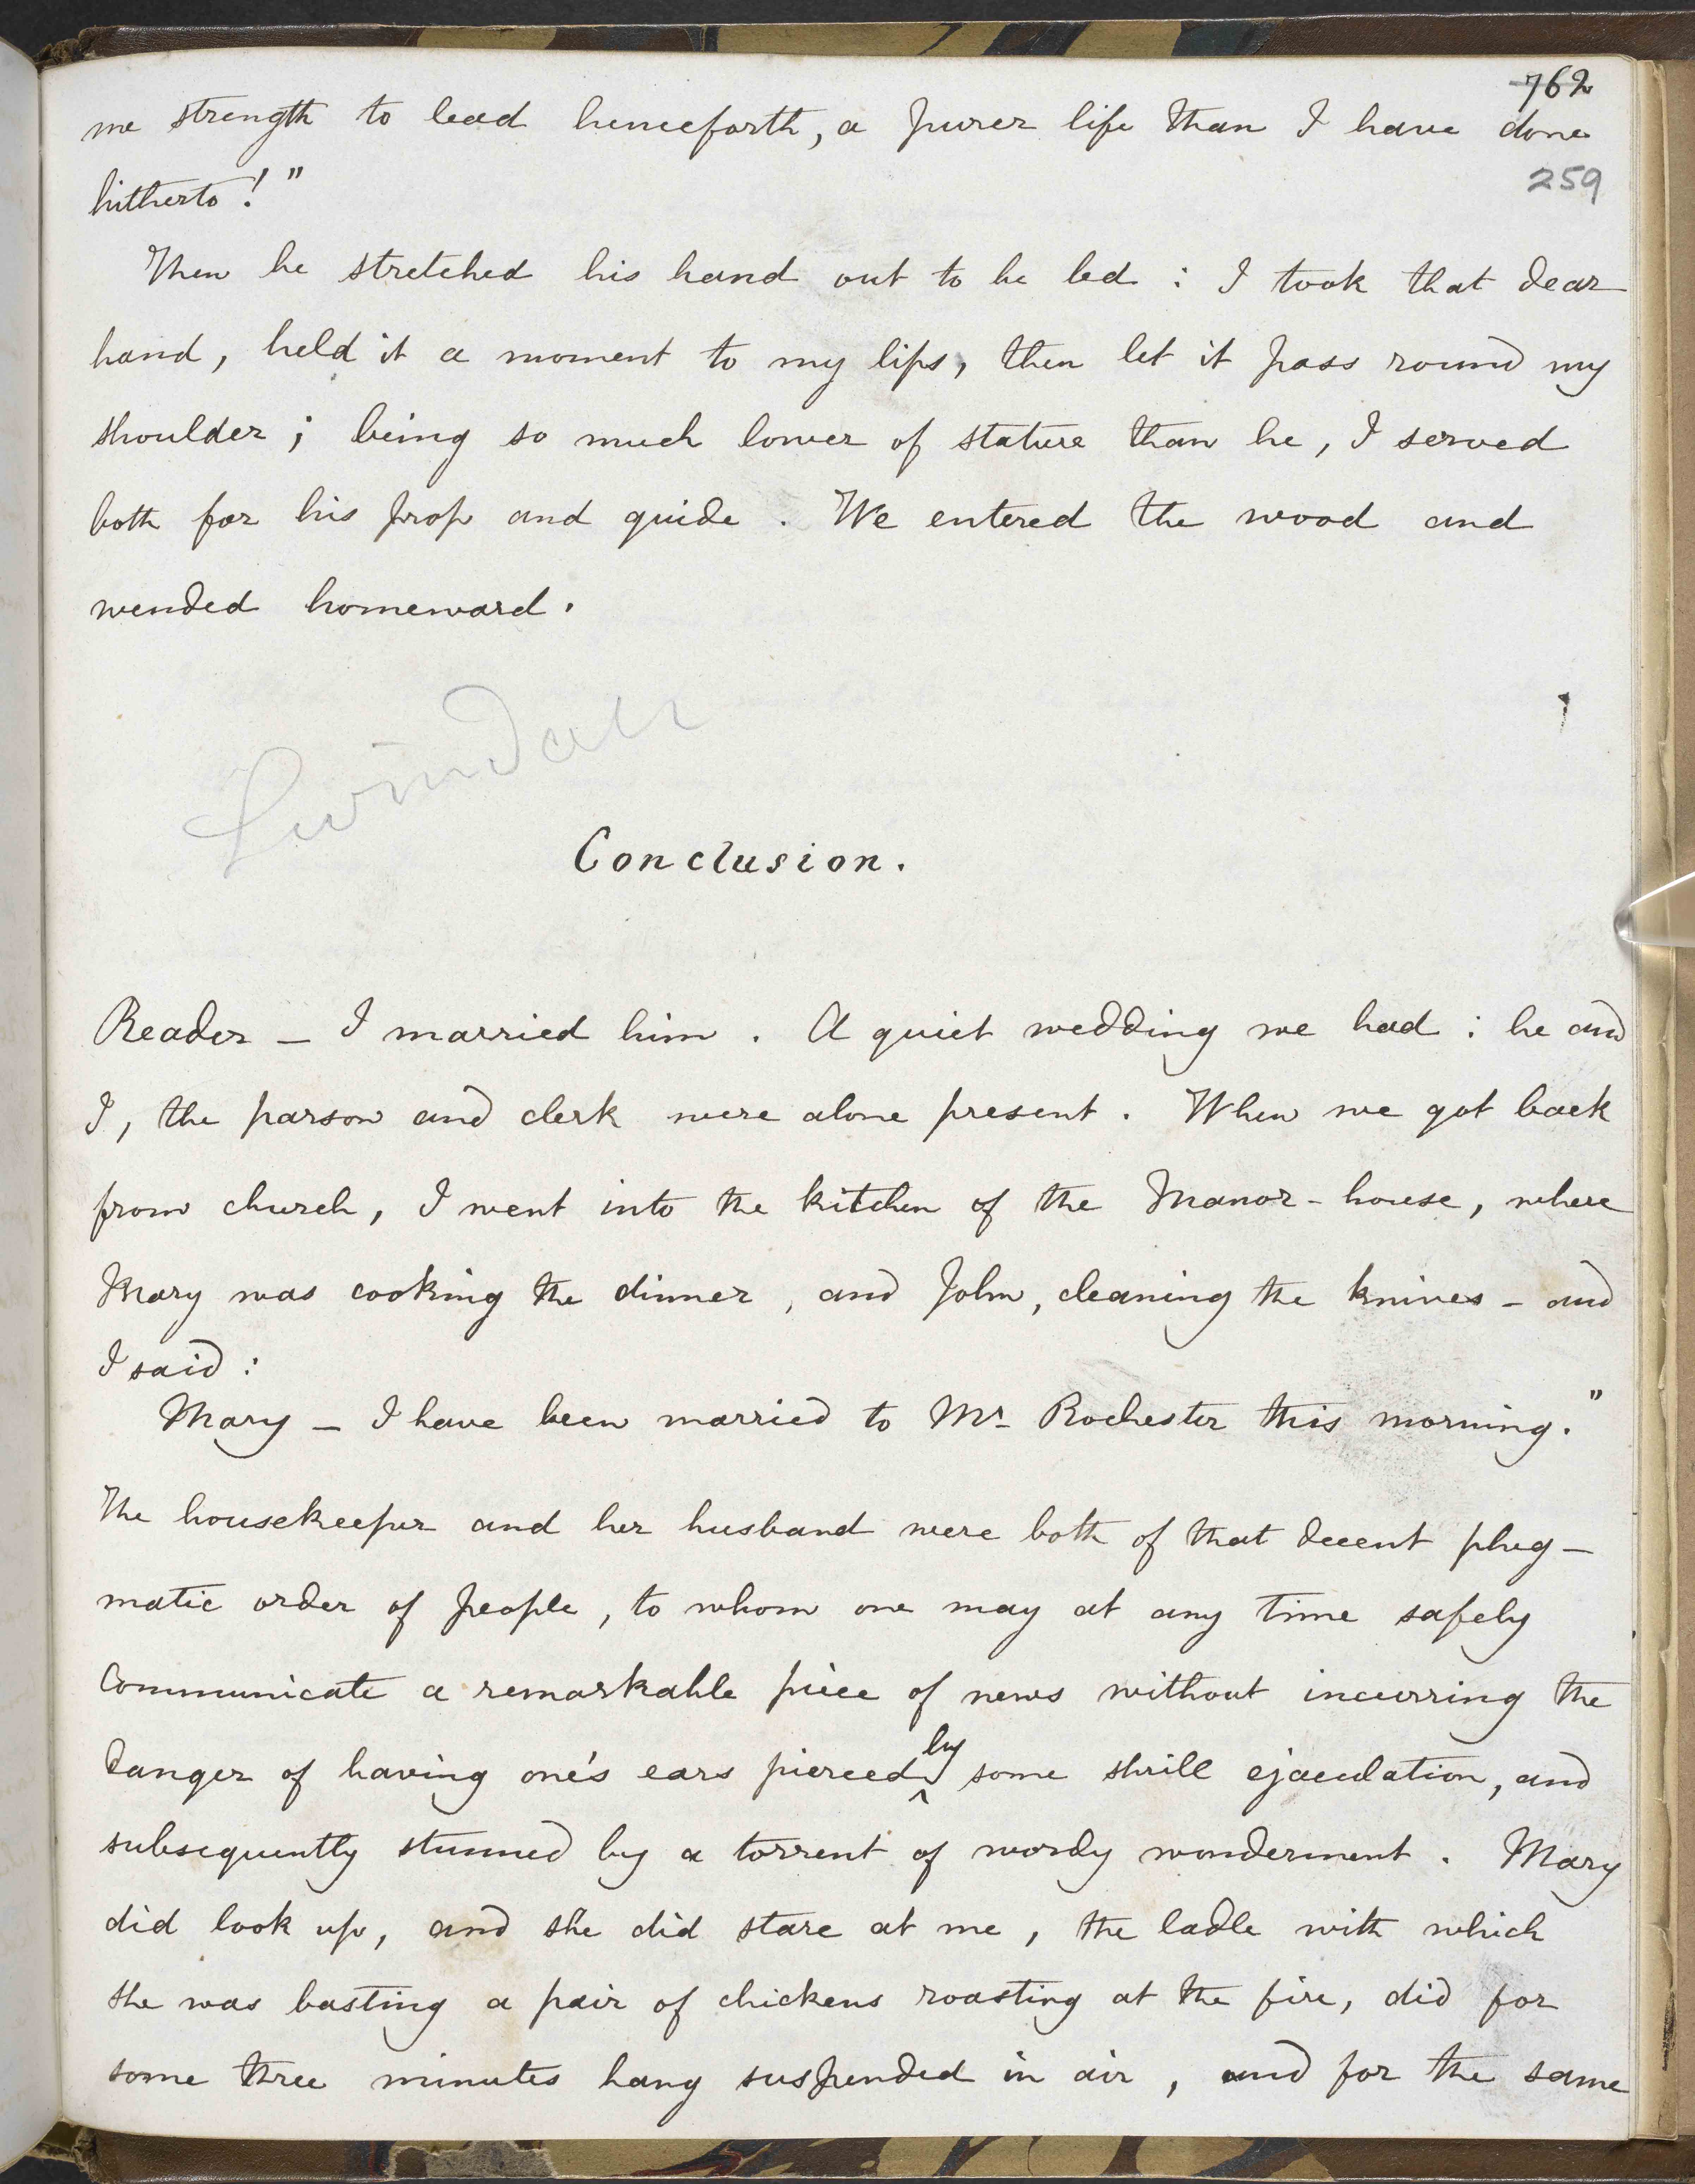 762
me strength to lead henceforth, a purer life than I have done
259
hitherto!"
Then he stretched his hand out to be led : I took that dear
hand, held it a moment to my lips, then let it pass round my
shoulder ; being so much lower of stature than he, I served
both for his prop and guide . We entered the wood and
wended homeward .
Conclusion .
Reader — I married him . A quiet wedding we had : he and
I, the parson and clerk were alone present . When we got back
from church, I went into the kitchen of the Manor-house, where
Mary was cooking the dinner , and John, cleaning the knives - and
I said :
Mary — I have been married to Mr Rochester this morning."
The housekeeper and her husband were both of that decent phleg-
matic order of people, to whom one may at any time safely
communicate a remarkable piece of news without incurring the
by
danger of having one's ears pierced ^ some shrill ejaculation, and
subsequently stunned by a torrent of wordy wonderment . Mary
did look up, and she did stare at me, the ladle with which
she was basting a pair of chickens roasting at the fire, did for
some three minutes hang suspended in air , and for the same